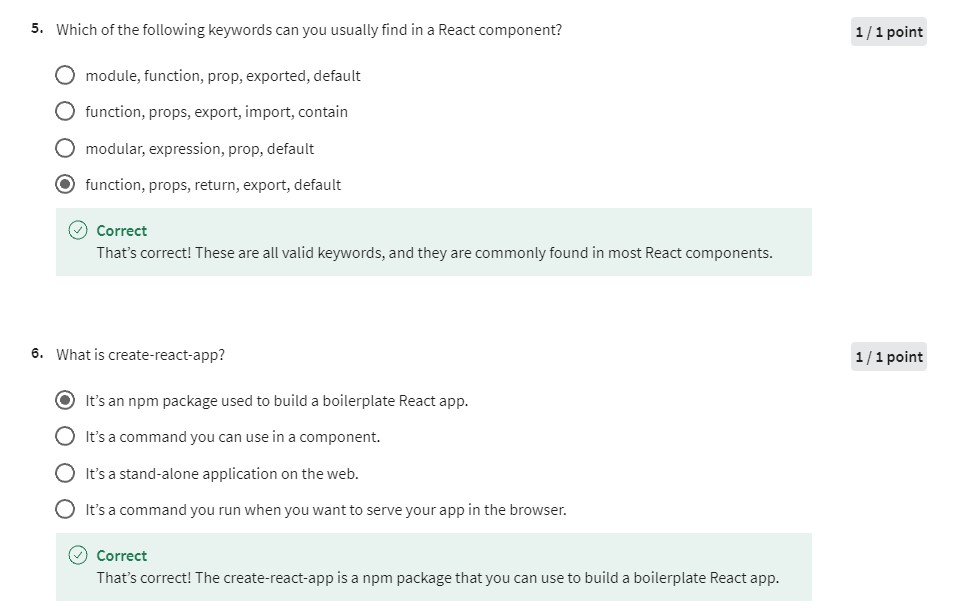 5. Which of the following keywords can you usually find in a React component?
1 / 1 point
module, function, prop, exported, default
function, props, export, import, contain
modular, expression, prop, default
function, props, return, export, default
Correct
That's correct! These are all valid keywords, and they are commonly found in most React components.
6. What is create-react-app?
1 / 1 point
It's an npm package used to build a boilerplate React app.
It's a command you can use in a component.
It's a stand-alone application on the web.
It's a command you run when you want to serve your app in the browser.
Correct
That's correct! The create-react-app is a npm package that you can use to build a boilerplate React app.